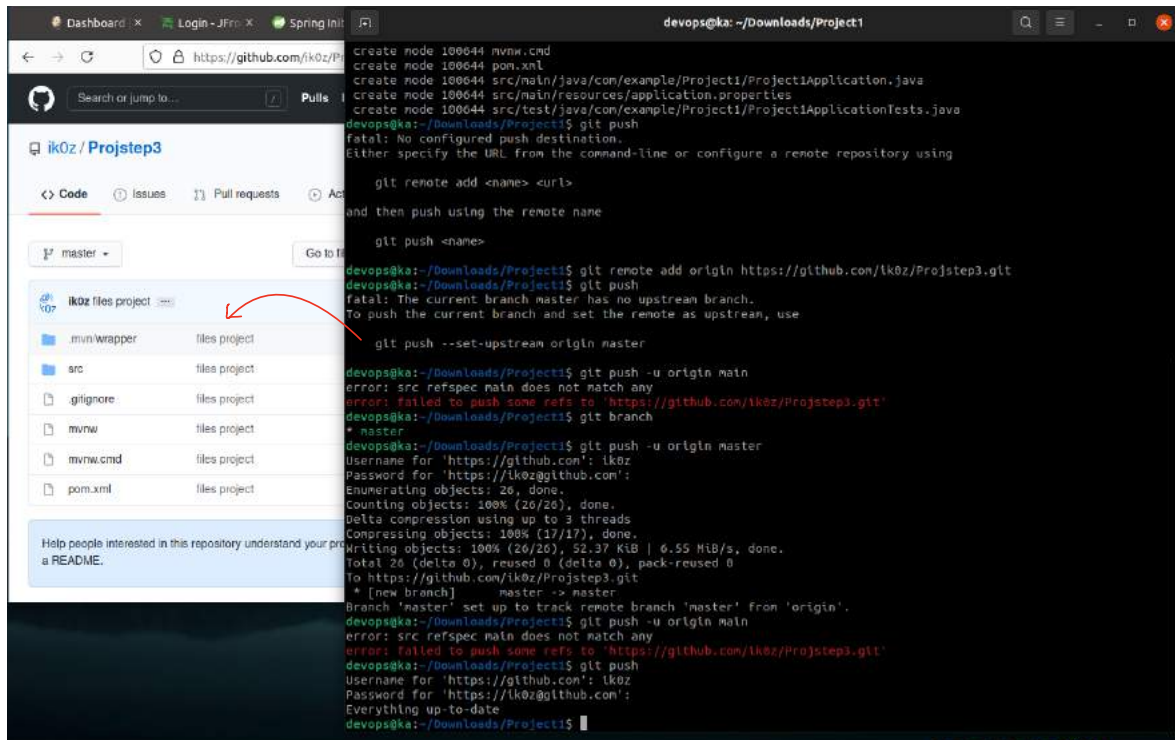 Dashboard
Login - JFro
Spring Init
https://github.com/ik0z/Pr
Search or jump to...
/
Pulls
ik0z / Projstep3
<> Code
Issues
Pull requests
Act
master
Go to fi
ik0z files project
.mvn/wrapper files project
src files project
.gitignore files project
mvnw files project
mvnw.cmd files project
pom.xml files project
Help people interested in this repository understand your pro
a README.
devops@ka: ~/Downloads/Project1
create mode 100644 mvnw.cmd
create mode 100644 pom.xml
create mode 100644 src/main/java/com/example/Project1/Project1Application.java
create mode 100644 src/main/resources/application.properties
create mode 100644 src/test/java/com/example/Project1/Project1ApplicationTests.java
devops@ka:~/Downloads/Project1$ git push
fatal: No configured push destination.
Either specify the URL from the command-line or configure a remote repository using
git remote add <name> <url>
and then push using the remote name
git push <name>
devops@ka:~/Downloads/Project1$ git remote add origin https://github.com/ik0z/Projstep3.git
devops@ka:~/Downloads/Project1$ git push
fatal: The current branch master has no upstream branch.
To push the current branch and set the remote as upstream, use
git push --set-upstream origin master
devops@ka:~/Downloads/Project1$ git push -u origin main
error: src refspec main does not match any
error: failed to push some refs to 'https://github.com/ik0z/Projstep3.git'
devops@ka:~/Downloads/Project1$ git branch
* master
devops@ka:~/Downloads/Project1$ git push -u origin master
Username for 'https://github.com': ik0z
Password for 'https://ik0z@github.com':
Enumerating objects: 26, done.
Counting objects: 100% (26/26), done.
Delta compression using up to 3 threads
Compressing objects: 100% (17/17), done.
Writing objects: 100% (26/26), 52.37 KiB | 6.55 MiB/s, done.
Total 26 (delta 0), reused 0 (delta 0), pack-reused 0
To https://github.com/ik0z/Projstep3.git
* [new branch] master -> master
Branch 'master' set up to track remote branch 'master' from 'origin'.
devops@ka:~/Downloads/Project1$ git push -u origin main
error: src refspec main does not match any
error: failed to push some refs to 'https://github.com/ik0z/Projstep3.git'
devops@ka:~/Downloads/Project1$ git push
Username for 'https://github.com': ik0z
Password for 'https://ik0z@github.com':
Everything up-to-date
devops@ka:~/Downloads/Project1$